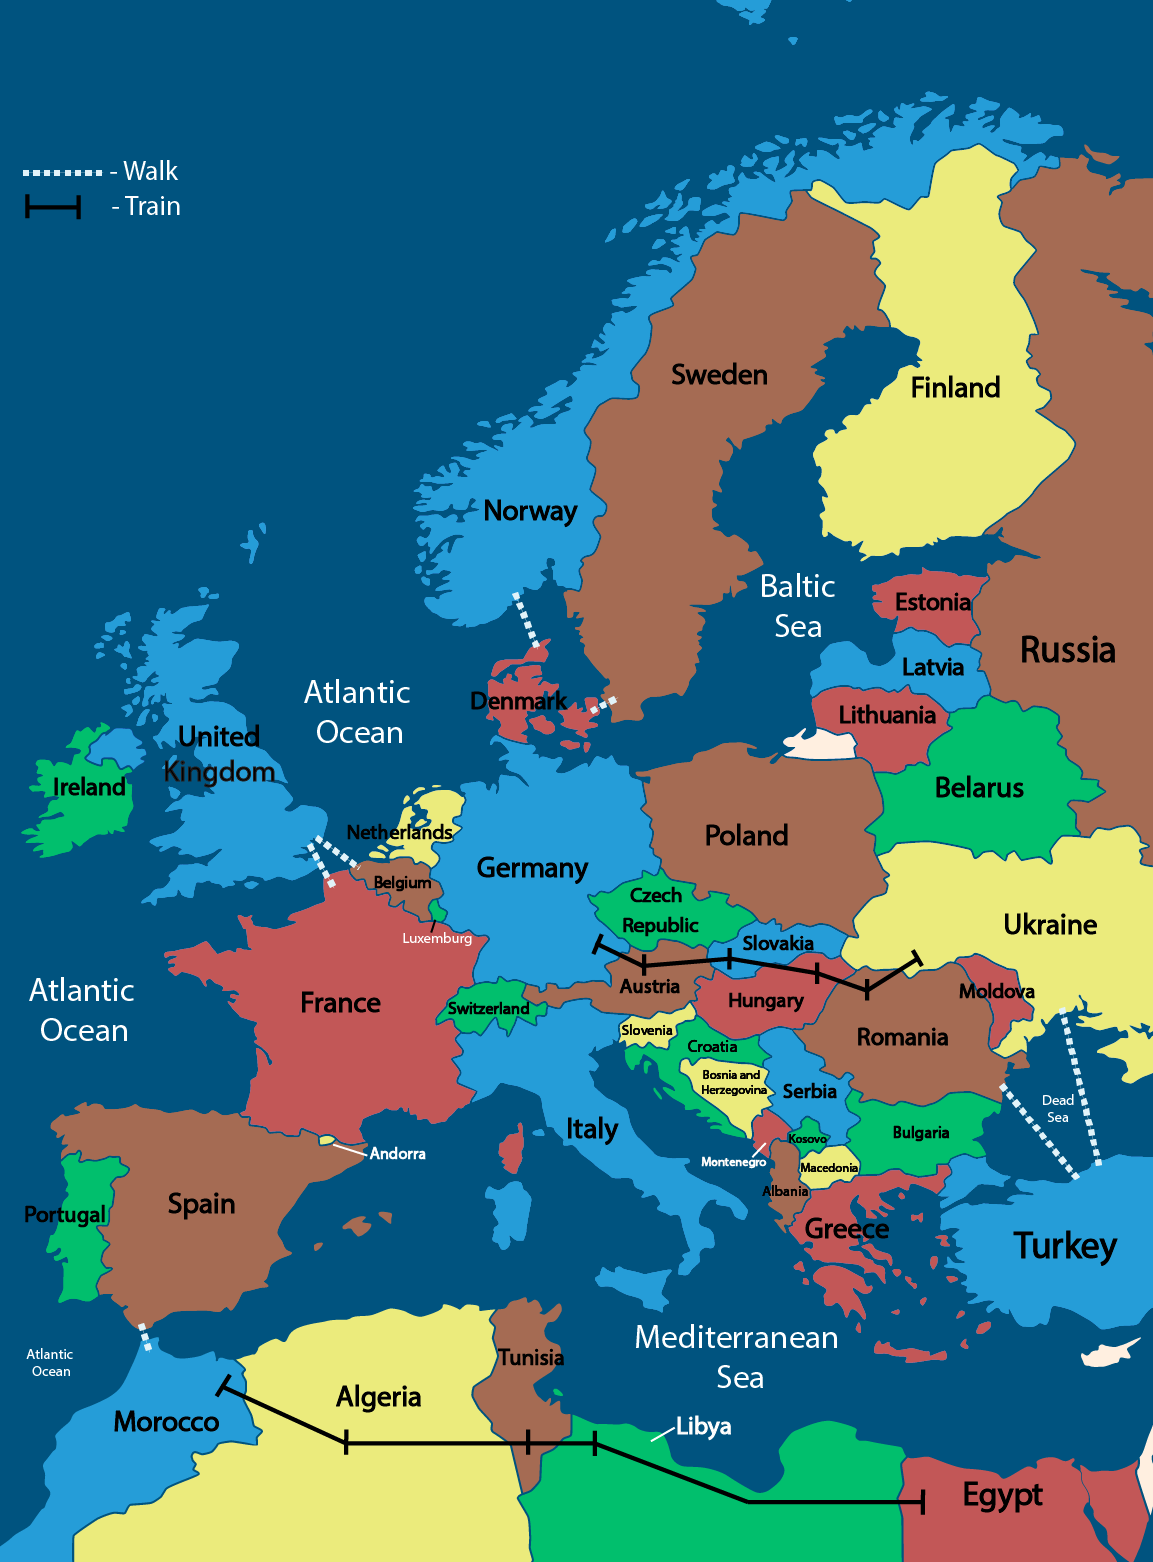 - Walk
- Train
Sweden
Finland
Norway
Baltic
Sea
Estonia
Russia
Latvia
Atlantic
Ocean
Denmark
Lithuania
United
Kingdom
Ireland
Belarus
Netherlands
Poland
Germany
Belgium
Czech
Republic
Ukraine
Luxemburg
Slovakia
Atlantic
Ocean
Austria
France
Switzerland
Hungary
Moldova
Slovenia
Croatia
Romania
Bosnia and
Herzegovina
Serbia
Dead
Sea
Italy
Kosovo
Bulgaria
Andorra
Montenegro
Macedonia
Albania
Spain
Portugal
Greece
Turkey
Mediterranean
Sea
Atlantic
Ocean
Tunisia
Algeria
Morocco
Libya
Egypt